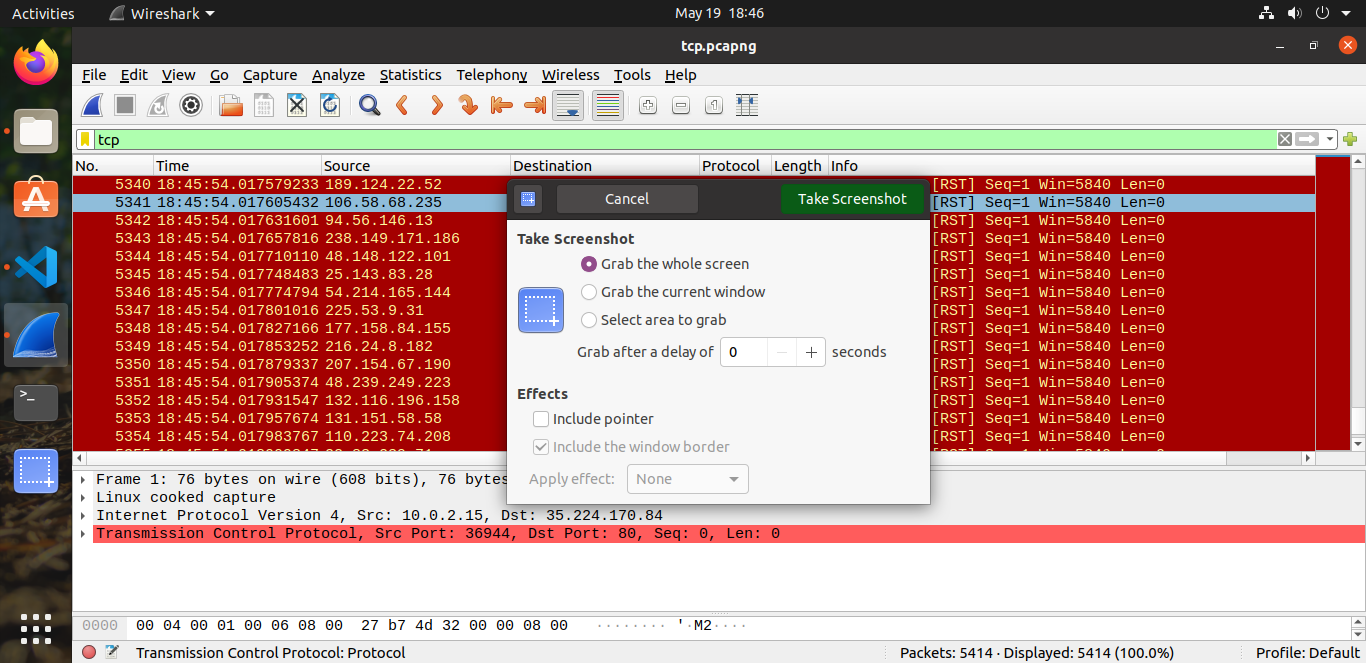 Activities Wireshark May 19 18:46
tcp.pcapng
File Edit View Go Capture Analyze Statistics Telephony Wireless Tools Help
tcp
No. Time Source Destination Protocol Length Info
5340 18:45:54.017579233 189.124.22.52 [RST] Seq=1 Win=5840 Len=0
5341 18:45:54.017605432 106.58.68.235 [RST] Seq=1 Win=5840 Len=0
5342 18:45:54.017631601 94.56.146.13 [RST] Seq=1 Win=5840 Len=0
5343 18:45:54.017657816 238.149.171.186 [RST] Seq=1 Win=5840 Len=0
5344 18:45:54.017710110 48.148.122.101 [RST] Seq=1 Win=5840 Len=0
5345 18:45:54.017748483 25.143.83.28 [RST] Seq=1 Win=5840 Len=0
5346 18:45:54.017774794 54.214.165.144 [RST] Seq=1 Win=5840 Len=0
5347 18:45:54.017801016 225.53.9.31 [RST] Seq=1 Win=5840 Len=0
5348 18:45:54.017827166 177.158.84.155 [RST] Seq=1 Win=5840 Len=0
5349 18:45:54.017853252 216.24.8.182 [RST] Seq=1 Win=5840 Len=0
5350 18:45:54.017879337 207.154.67.190 [RST] Seq=1 Win=5840 Len=0
5351 18:45:54.017905374 48.239.249.223 [RST] Seq=1 Win=5840 Len=0
5352 18:45:54.017931547 132.116.196.158 [RST] Seq=1 Win=5840 Len=0
5353 18:45:54.017957674 131.151.58.58 [RST] Seq=1 Win=5840 Len=0
5354 18:45:54.017983767 110.223.74.208 [RST] Seq=1 Win=5840 Len=0
Cancel Take Screenshot
Take Screenshot
Grab the whole screen
Grab the current window
Select area to grab
Grab after a delay of 0 seconds
Effects
Include pointer
Include the window border
Apply effect: None
Frame 1: 76 bytes on wire (608 bits), 76 bytes
Linux cooked capture
Internet Protocol Version 4, Src: 10.0.2.15, Dst: 35.224.170.84
Transmission Control Protocol, Src Port: 36944, Dst Port: 80, Seq: 0, Len: 0
0000 00 04 00 01 00 06 08 00 27 b7 4d 32 00 00 08 00 ········ '·M2····
Transmission Control Protocol: Protocol Packets: 5414 · Displayed: 5414 (100.0%) Profile: Default